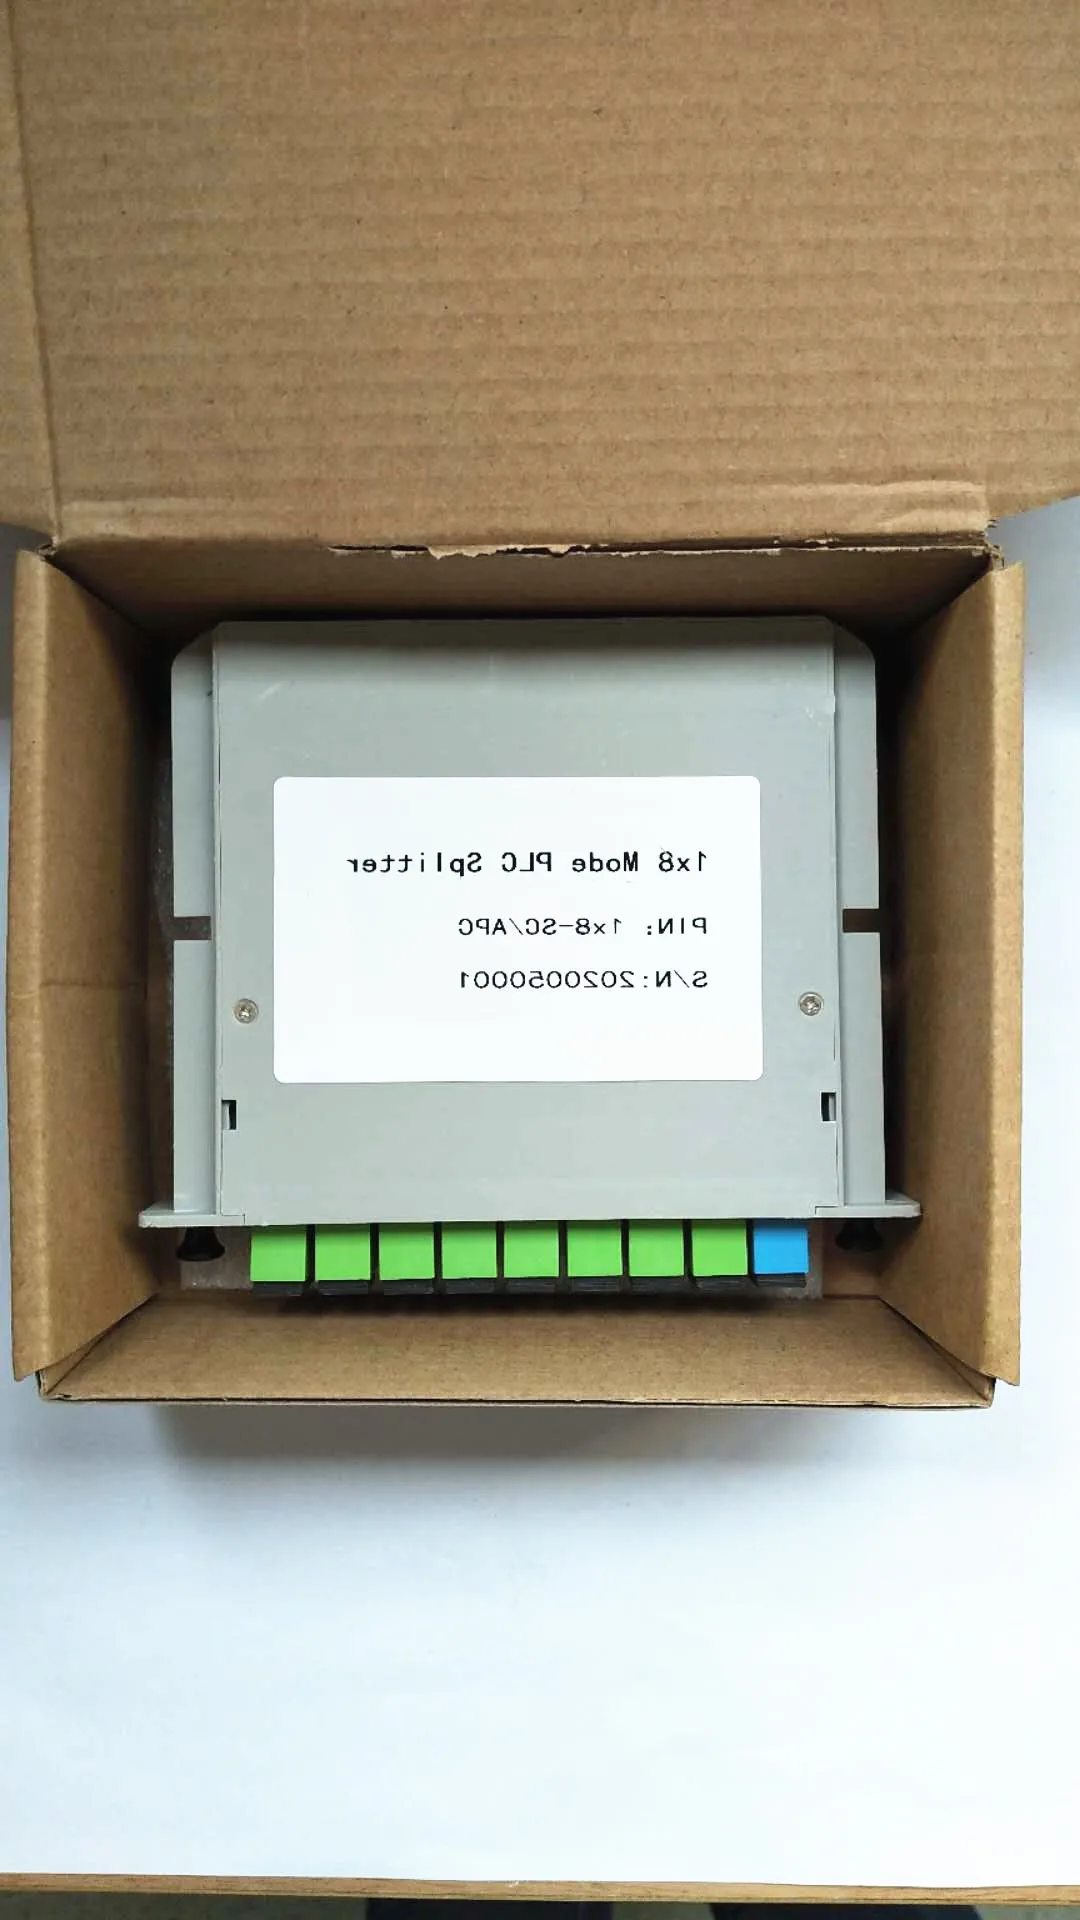 1x8 Mode PLC Splitter
PIN: 1x8-SC/APC
S/N:2020050001